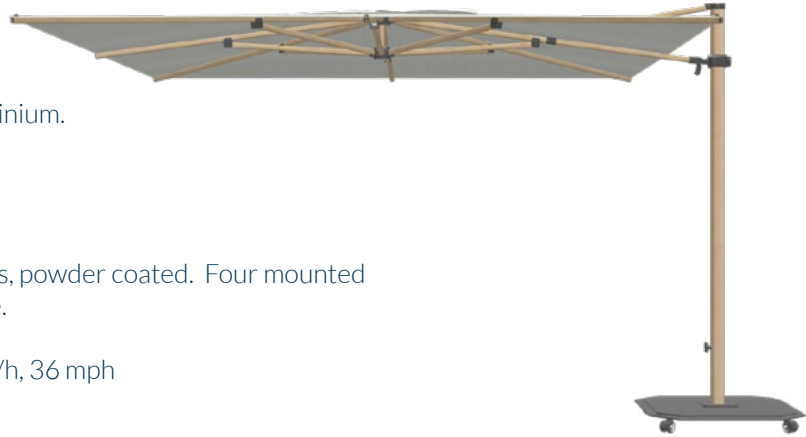 inium.
s, powder coated. Four mounted
.
/h, 36 mph